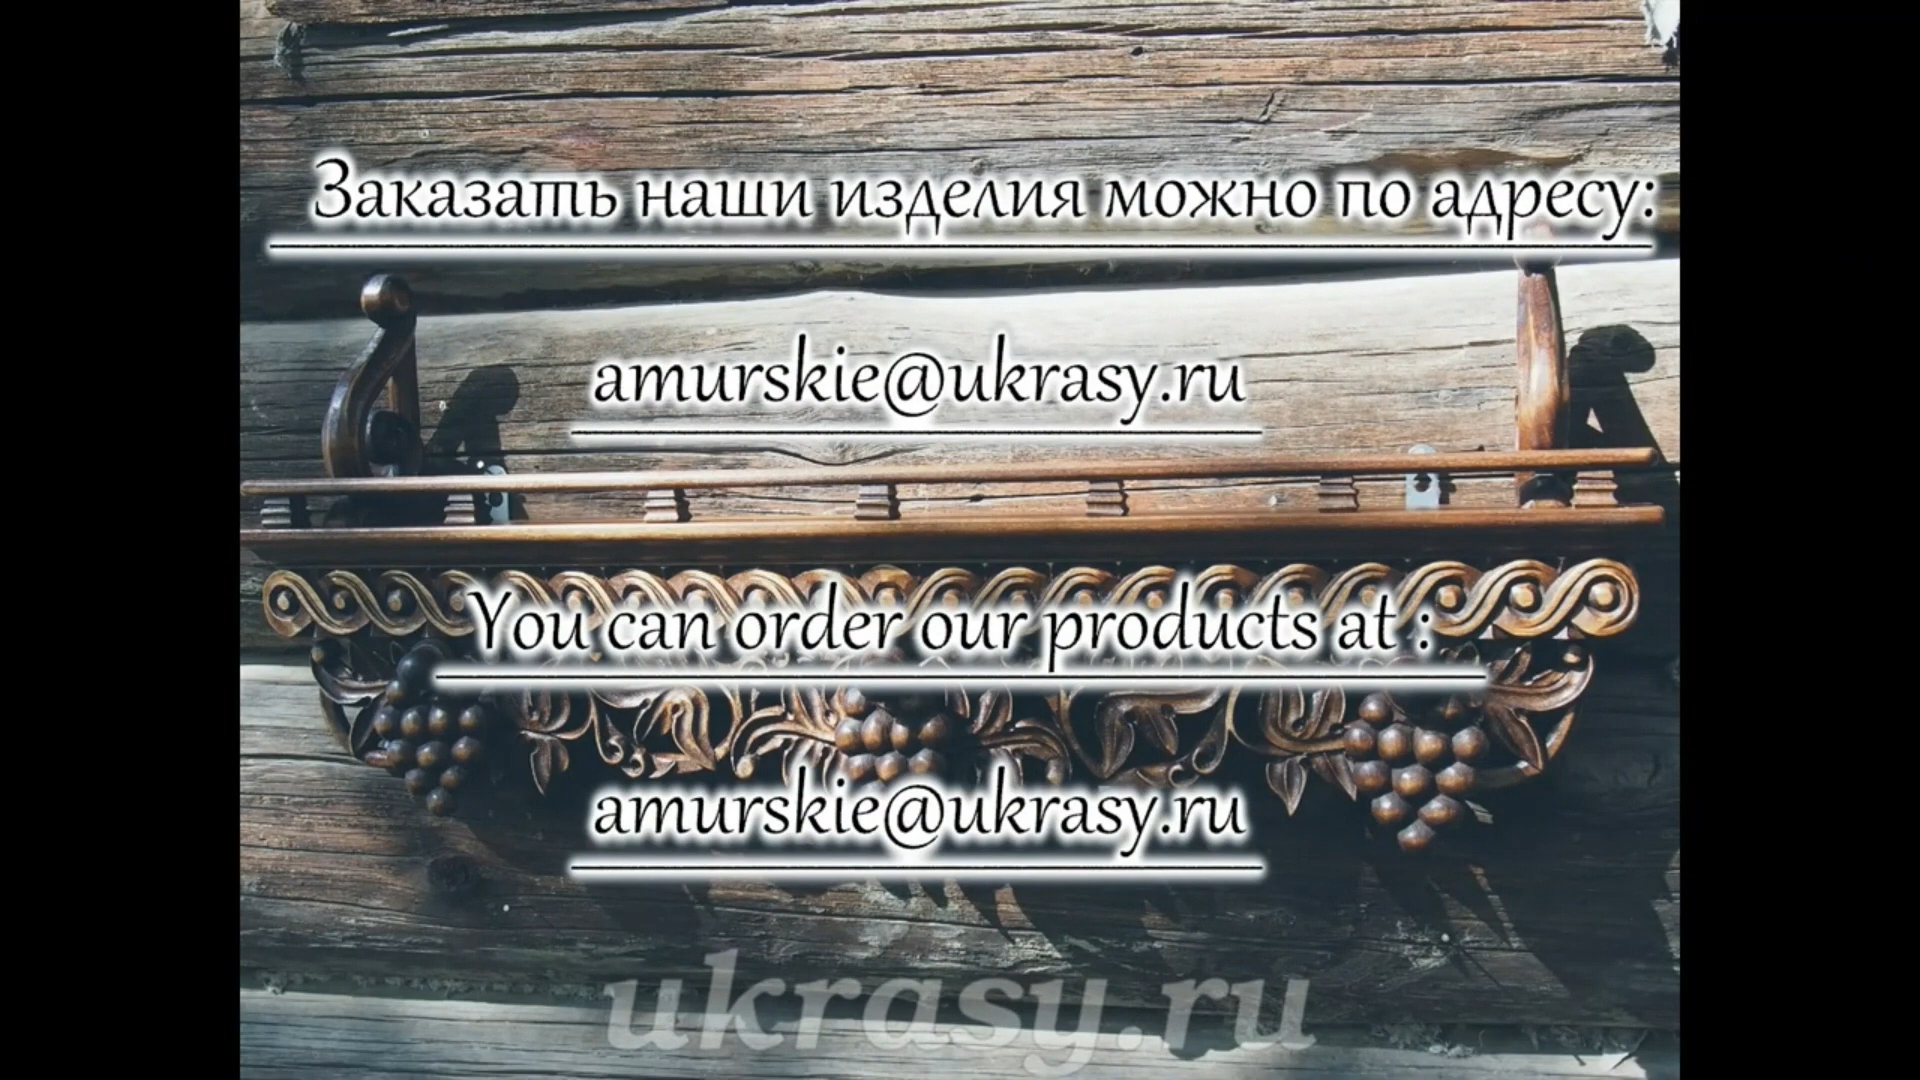 Заказать наши изделия можно по адресу:
amurskie@ukrasy.ru
You can order our products at :
amurskie@ukrasy.ru
ukrasy.ru